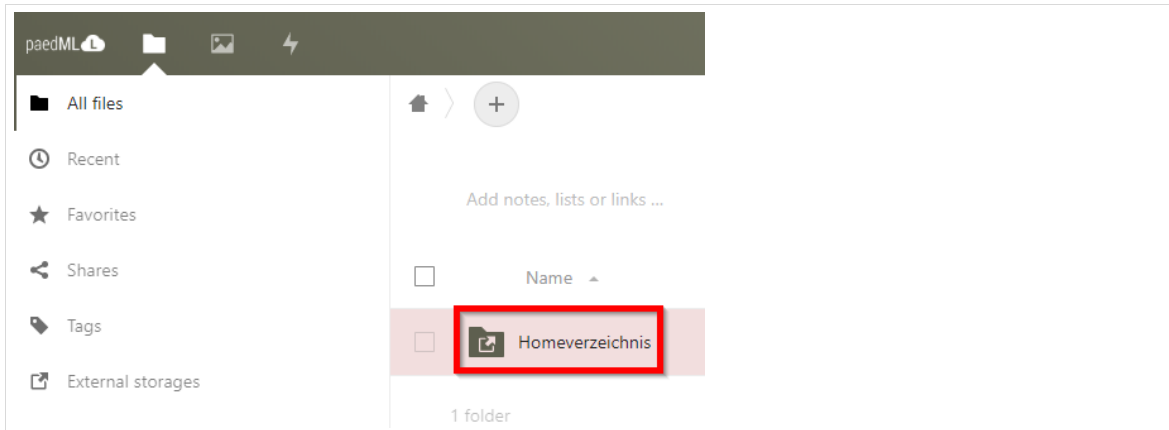 paedML L
All files
Recent
Add notes, lists or links ...
Favorites
Shares
Name
Tags
Homeverzeichnis
External storages
1 folder